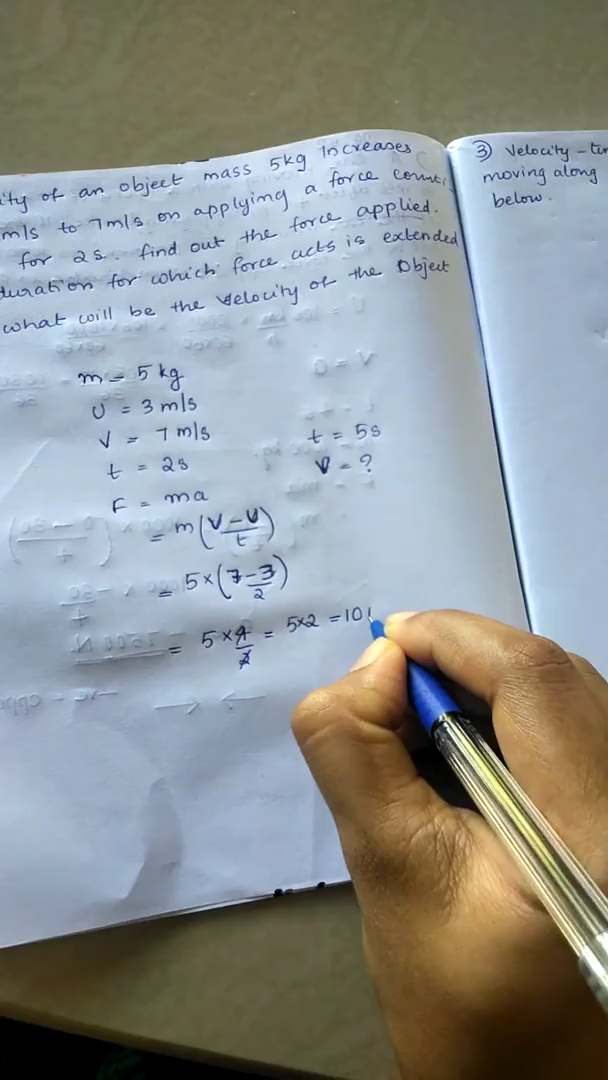 ity of an object mass 5kg Increases
m/s to 7m/s on applying a force conti-
for 2s. find out the force applied.
duration for which force acts is extended
what will be the velocity of the Object
m = 5 kg
U = 3 m/s
V = 7 m/s
t = 2s
t = 5s
V = ?
F = ma
= m(V-U/t)
= 5×(7-3/2)
= 5×4/2 = 5×2 = 10
3) Velocity - tim
moving along
below.